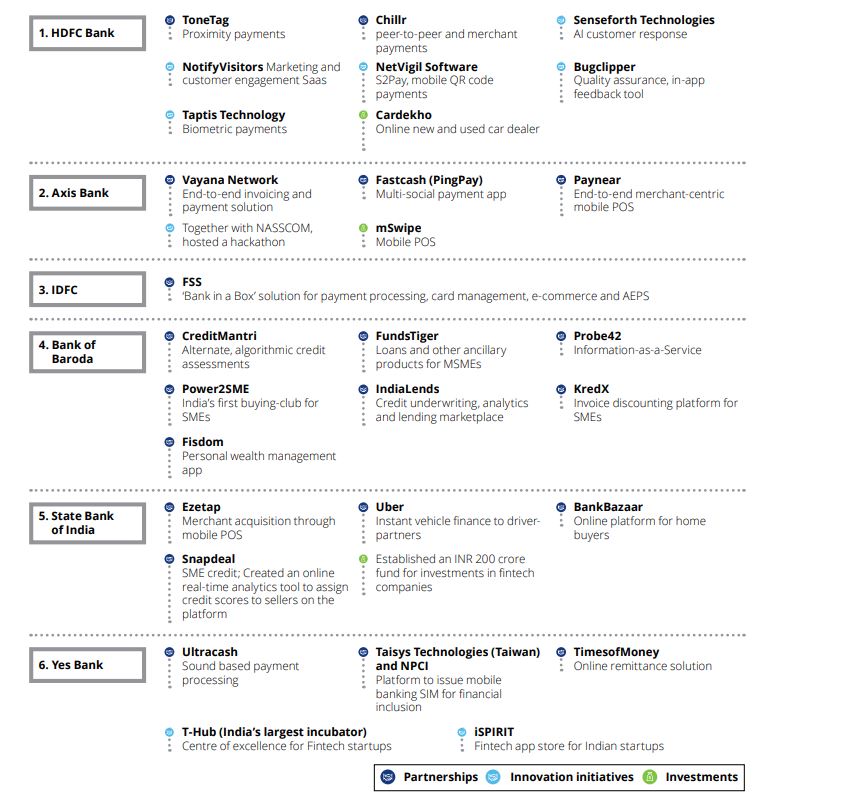 1. HDFC Bank
ToneTag
Proximity payments
Chillr
peer-to-peer and merchant
payments
Senseforth Technologies
AI customer response
NotifyVisitors Marketing and
customer engagement Saas
NetVigil Software
S2Pay, mobile QR code
payments
Bugclipper
Quality assurance, in-app
feedback tool
Taptis Technology
Biometric payments
Cardekho
Online new and used car dealer
2. Axis Bank
Vayana Network
End-to-end invoicing and
payment solution
Fastcash (PingPay)
Multi-social payment app
Paynear
End-to-end merchant-centric
mobile POS
Together with NASSCOM,
hosted a hackathon
mSwipe
Mobile POS
3. IDFC
FSS
‘Bank in a Box’ solution for payment processing, card management, e-commerce and AEPS
4. Bank of
Baroda
CreditMantri
Alternate, algorithmic credit
assessments
FundsTiger
Loans and other ancillary
products for MSMEs
Probe42
Information-as-a-Service
Power2SME
India’s first buying-club for
SMEs
IndiaLends
Credit underwriting, analytics
and lending marketplace
KredX
Invoice discounting platform for
SMEs
Fisdom
Personal wealth management
app
5. State Bank
of India
Ezetap
Merchant acquisition through
mobile POS
Uber
Instant vehicle finance to driver-
partners
BankBazaar
Online platform for home
buyers
Snapdeal
SME credit; Created an online
real-time analytics tool to assign
credit scores to sellers on the
platform
Established an INR 200 crore
fund for investments in fintech
companies
6. Yes Bank
Ultracash
Sound based payment
processing
Taisys Technologies (Taiwan)
and NPCI
Platform to issue mobile
banking SIM for financial
inclusion
TimesofMoney
Online remittance solution
T-Hub (India’s largest incubator)
Centre of excellence for Fintech startups
iSPIRIT
Fintech app store for Indian startups
Partnerships
Innovation initiatives
Investments